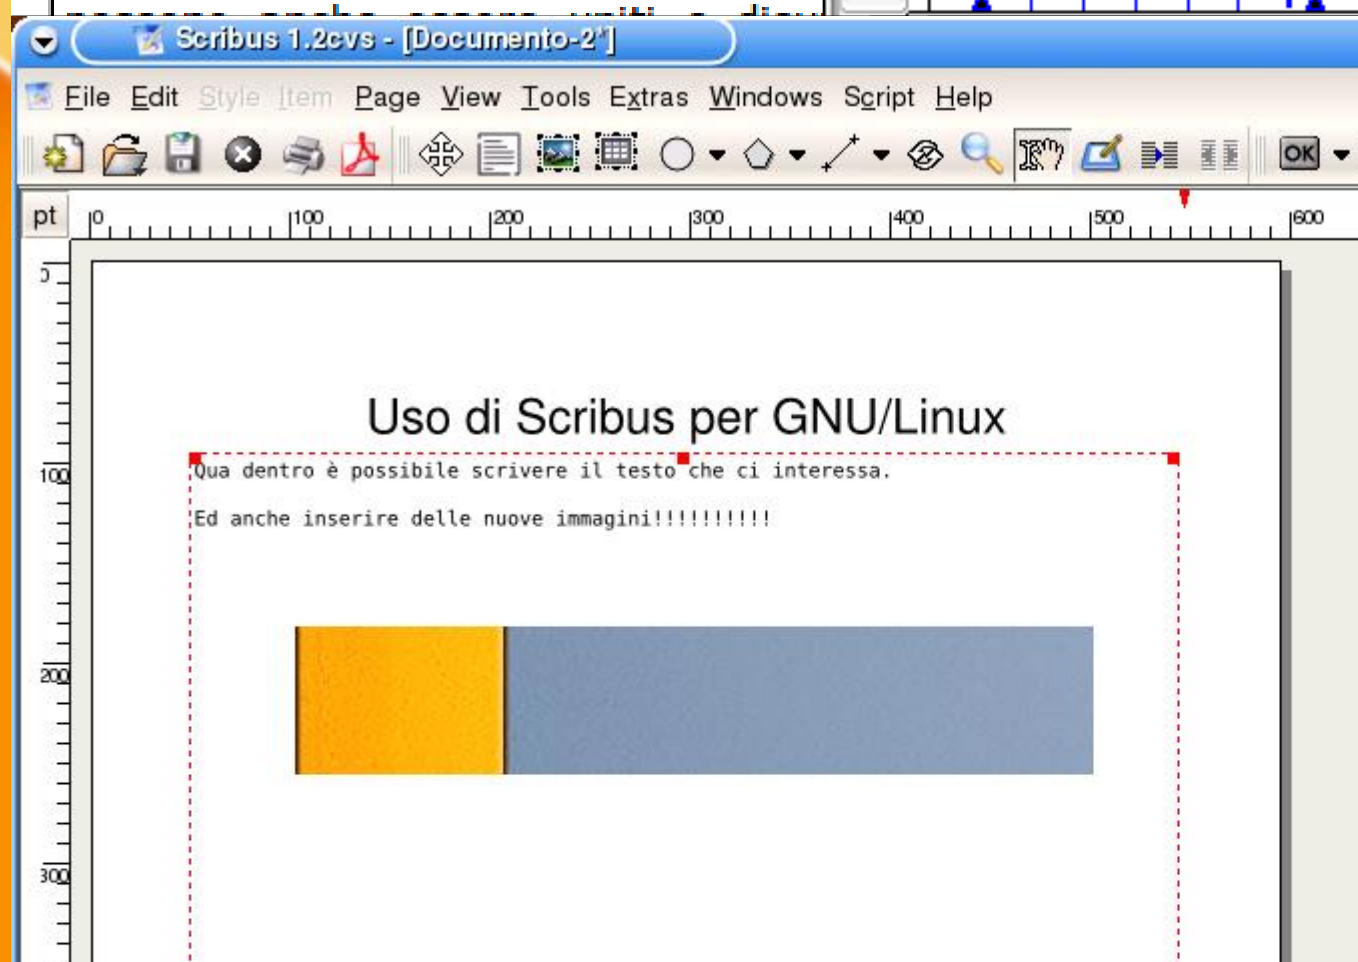 Scribus 1.2cvs - [Documento-2*]
File Edit Style Item Page View Tools Extras Windows Script Help
OK
pt 0 100 200 300 400 500 600
0
Uso di Scribus per GNU/Linux
100
Qua dentro è possibile scrivere il testo che ci interessa.
Ed anche inserire delle nuove immagini!!!!!!!!!!
200
300